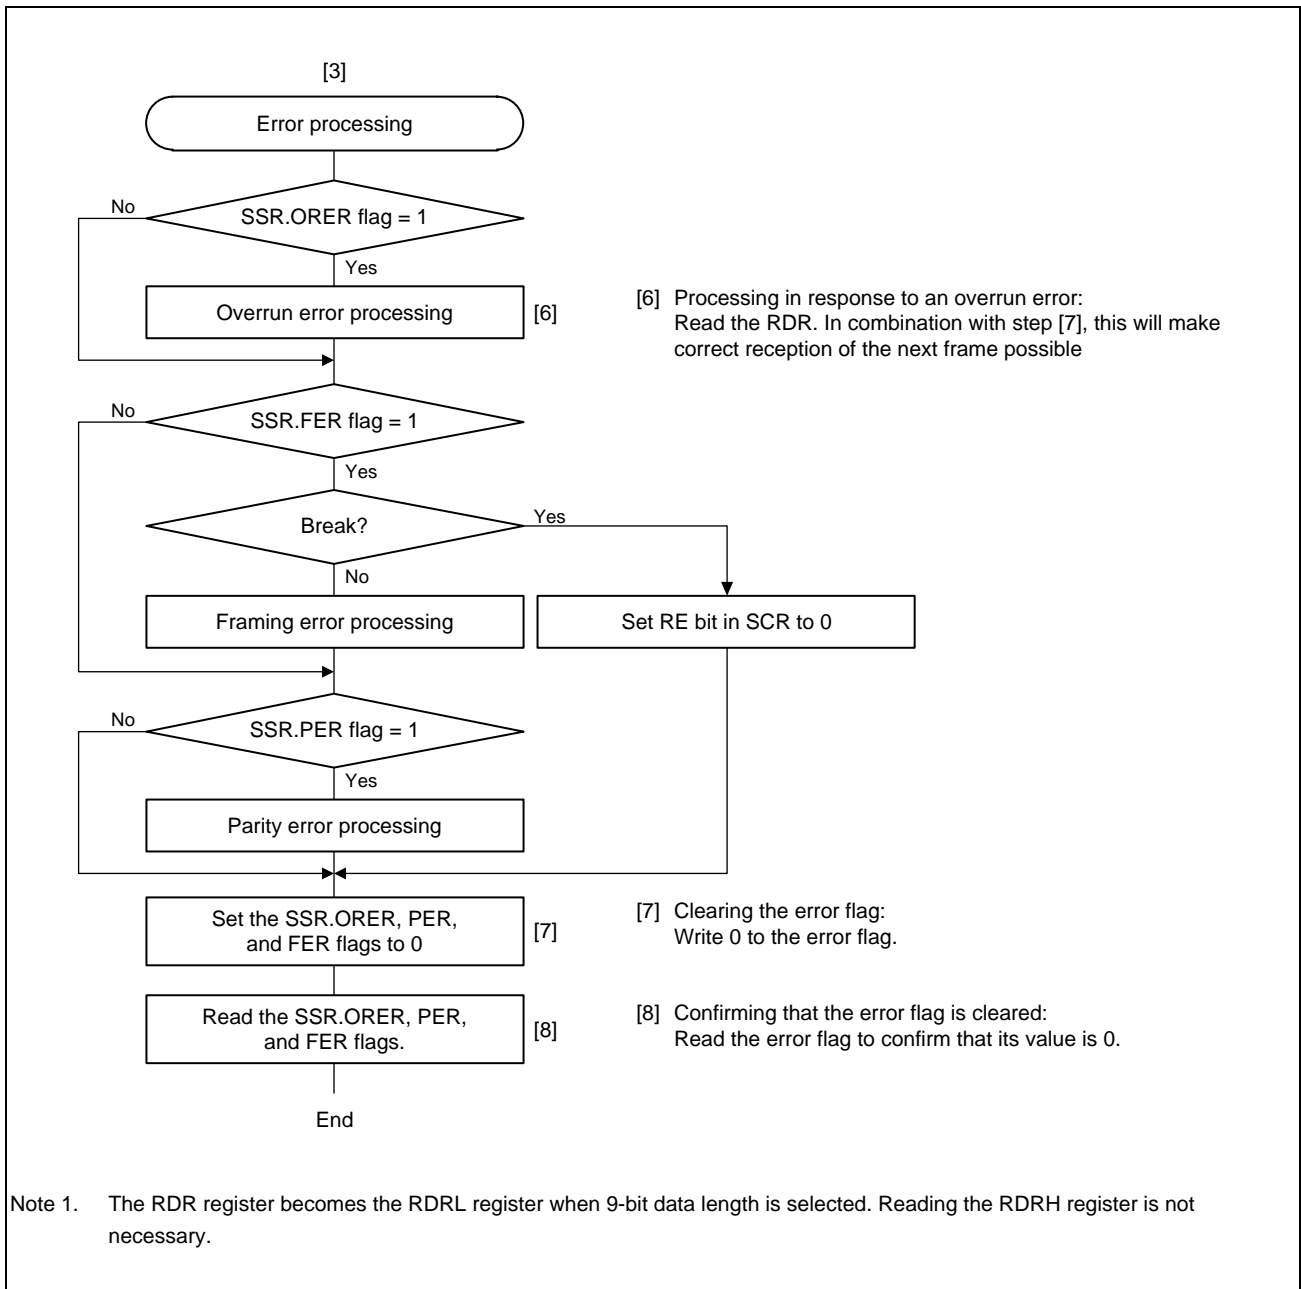 [3]
Error processing
No
SSR.ORER flag = 1
Yes
Overrun error processing
[6]
[6] Processing in response to an overrun error:
Read the RDR. In combination with step [7], this will make
correct reception of the next frame possible
No
SSR.FER flag = 1
Yes
Break?
Yes
No
Framing error processing
Set RE bit in SCR to 0
No
SSR.PER flag = 1
Yes
Parity error processing
Set the SSR.ORER, PER,
and FER flags to 0
[7]
[7] Clearing the error flag:
Write 0 to the error flag.
Read the SSR.ORER, PER,
and FER flags.
[8]
[8] Confirming that the error flag is cleared:
Read the error flag to confirm that its value is 0.
End
Note 1. The RDR register becomes the RDRL register when 9-bit data length is selected. Reading the RDRH register is not
necessary.